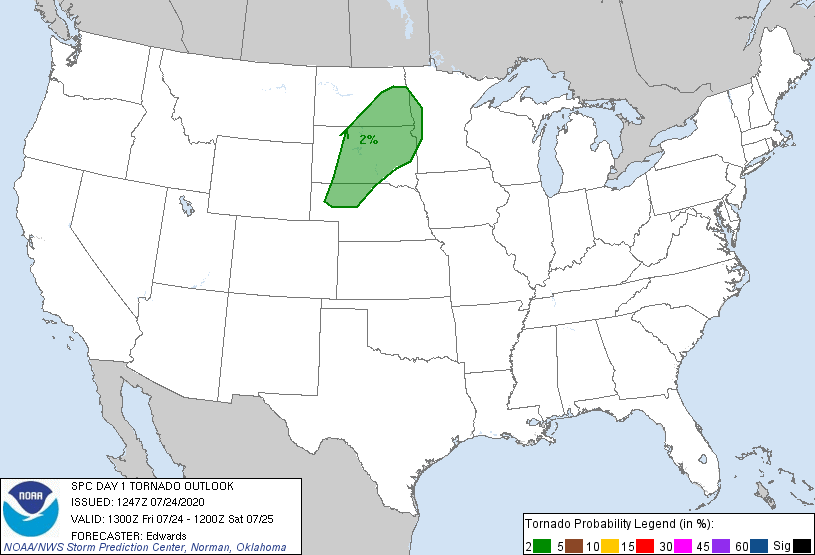 2%
NOAA
SPC DAY 1 TORNADO OUTLOOK
ISSUED: 1247Z 07/24/2020
VALID: 1300Z Fri 07/24 - 1200Z Sat 07/25
FORECASTER: Edwards
NOAA/NWS Storm Prediction Center, Norman, Oklahoma
Tornado Probability Legend (in %):
2 5 10 15 30 45 60 Sig